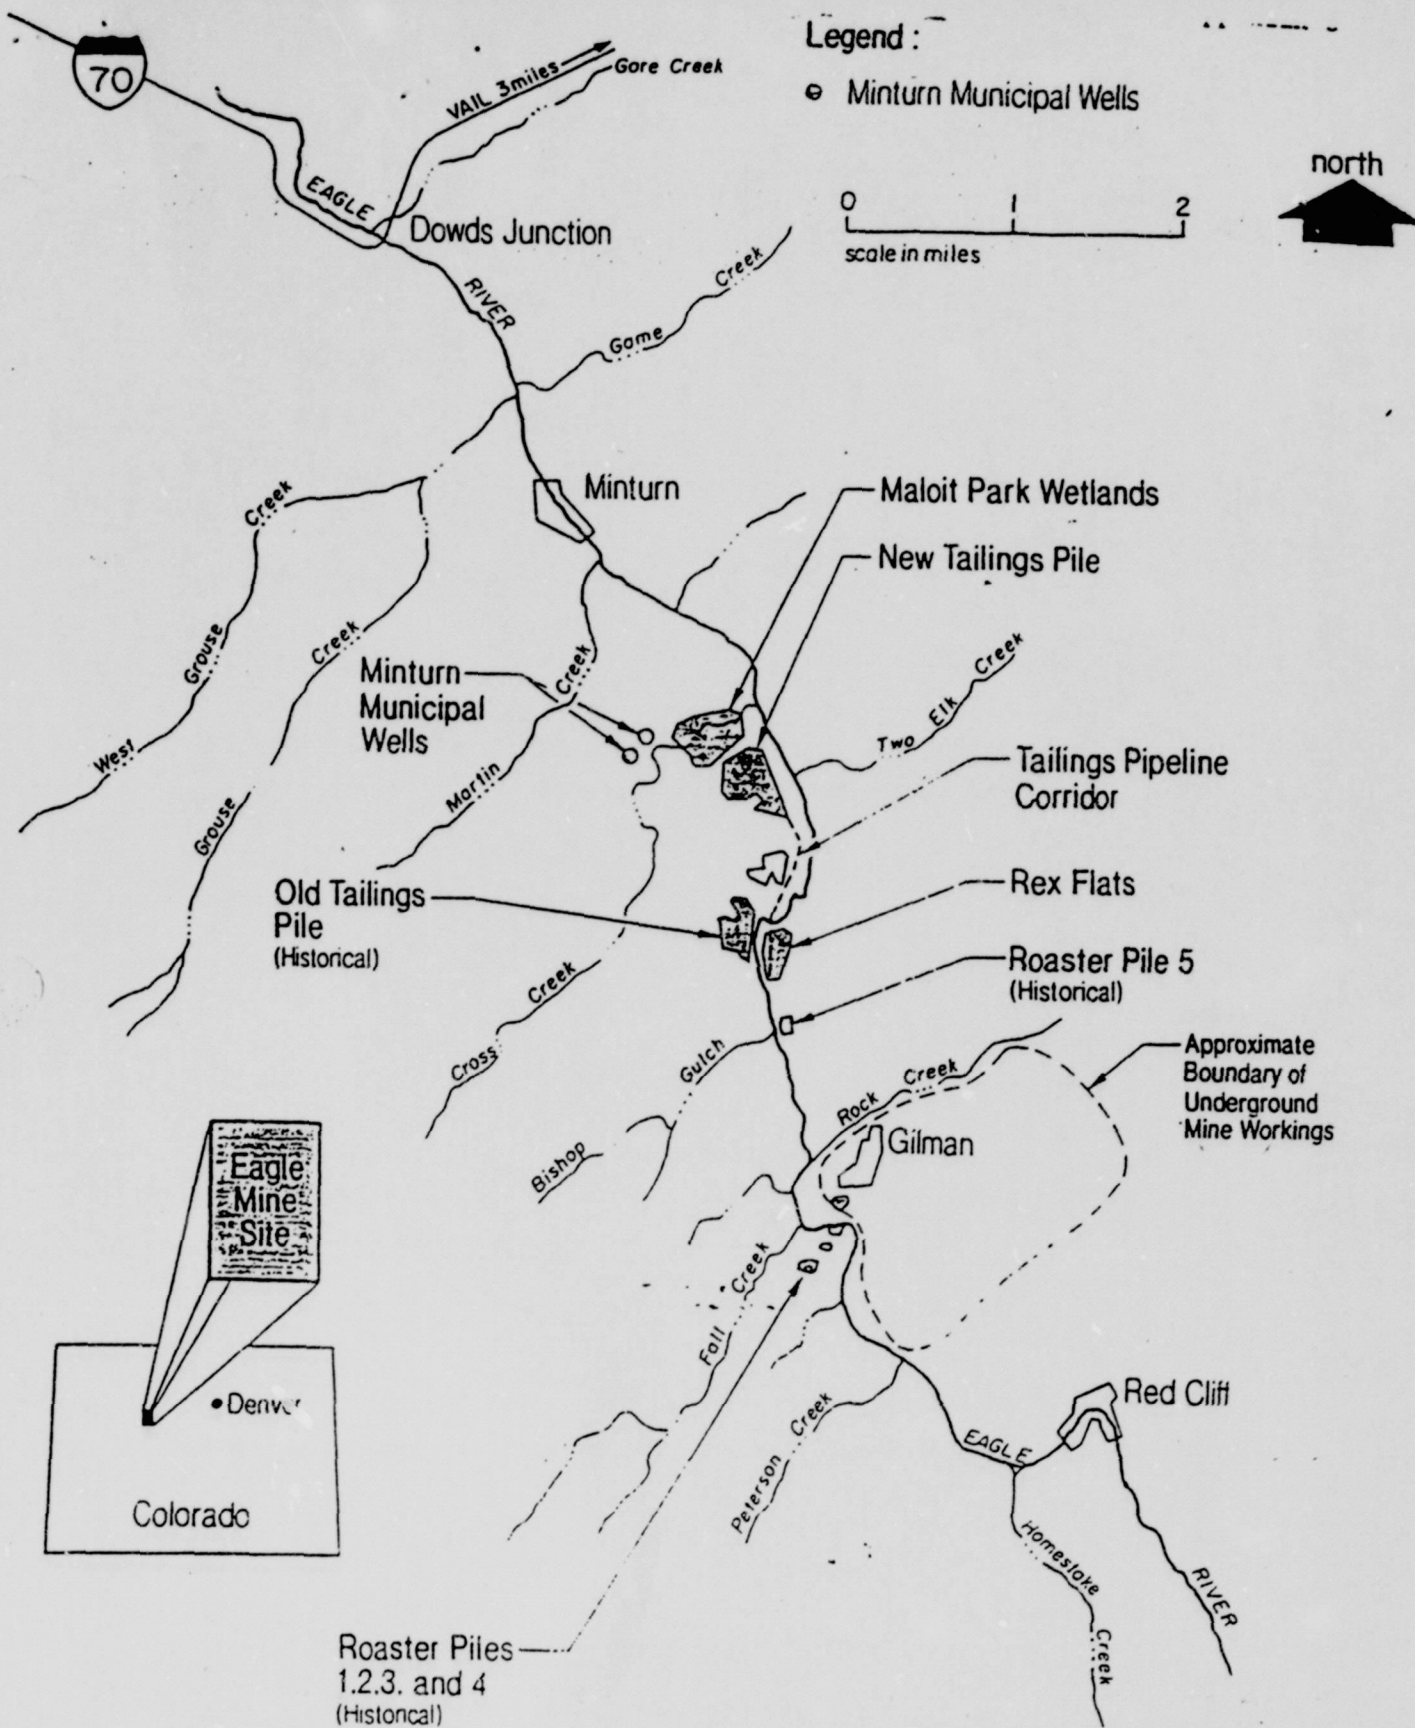 Legend :
Minturn Municipal Wells
70
VAIL 3miles
Gore Creek
north
0 1 2
scale in miles
EAGLE
Dowds Junction
RIVER
Creek
Game
Minturn
Maloit Park Wetlands
New Tailings Pile
Creek
Grouse
West
Creek
Grouse
Minturn
Municipal
Wells
Creek
Martin
Creek
Elk
Two
Tailings Pipeline
Corridor
Old Tailings
Pile
(Historical)
Rex Flats
Roaster Pile 5
(Historical)
Creek
Cross
Gulch
Bishop
Creek
Rock
Gilman
Approximate
Boundary of
Underground
Mine Workings
Eagle
Mine
Site
Creek
Fall
Denver
Colorado
Creek
Peterson
Red Cliff
EAGLE
RIVER
Homestake
Creek
Roaster Piles
1.2.3. and 4
(Historical)